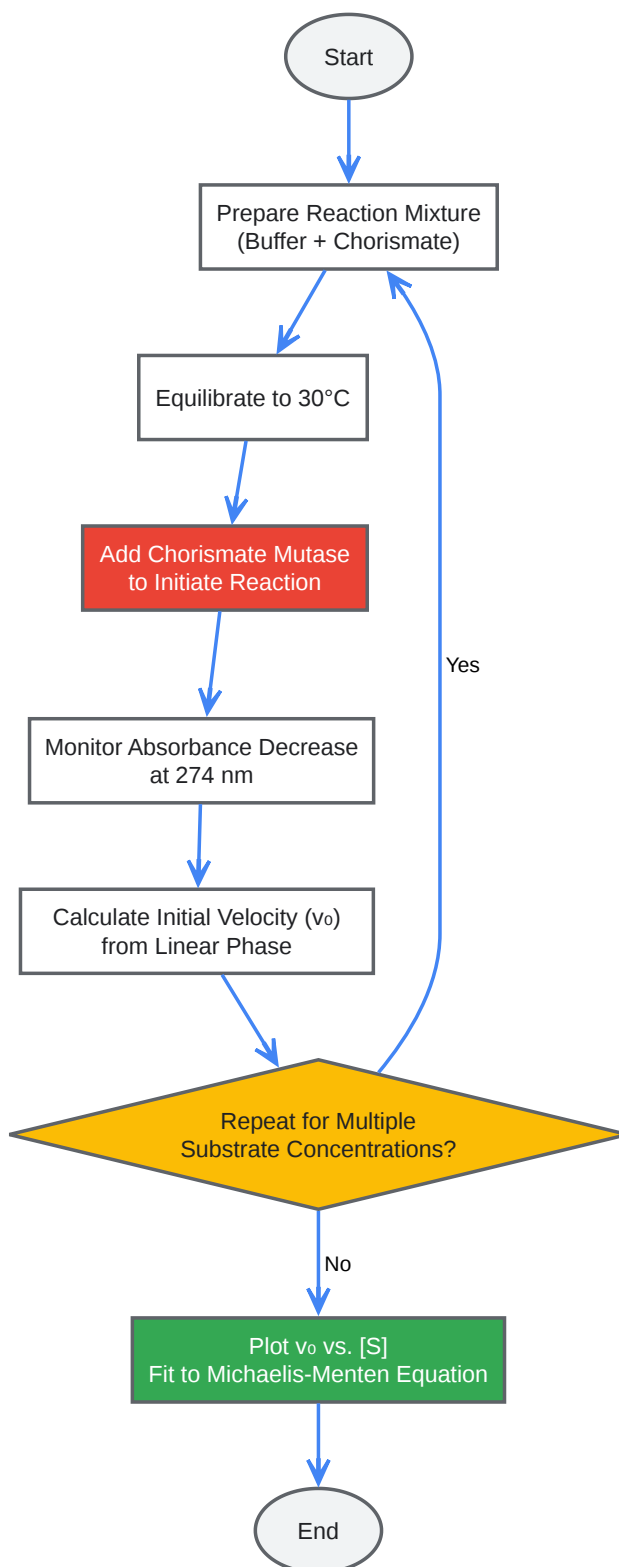 Start
Prepare Reaction Mixture
(Buffer + Chorismate)
Equilibrate to 30°C
Add Chorismate Mutase
to Initiate Reaction
Monitor Absorbance Decrease
at 274 nm
Calculate Initial Velocity (v₀)
from Linear Phase
Repeat for Multiple
Substrate Concentrations?
Yes
No
Plot v₀ vs. [S]
Fit to Michaelis-Menten Equation
End